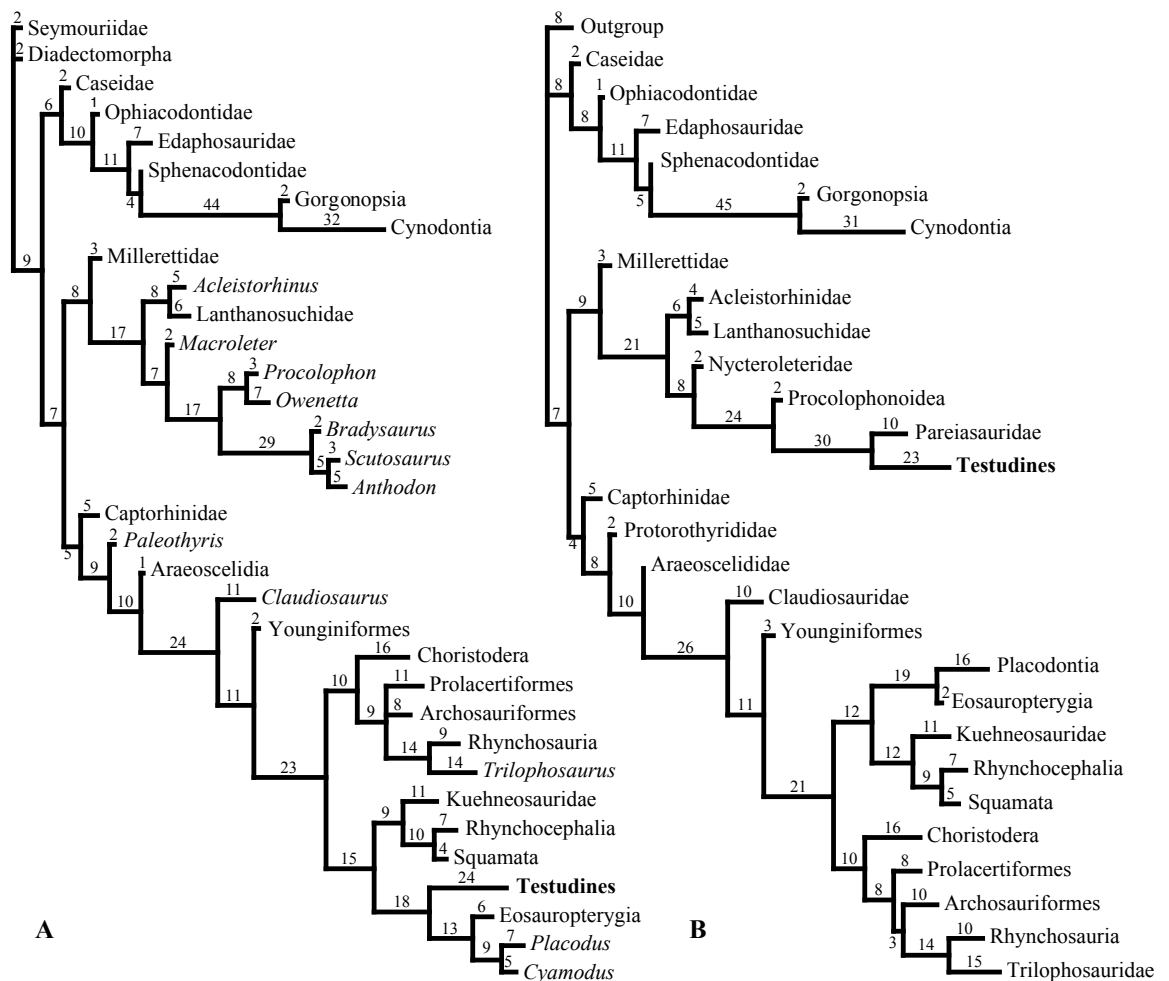 2 Seymouriidae
2 Diadectomorpha
2 Caseidae
6
1 Ophiacodontidae
10
7 Edaphosauridae
11
Sphenacodontidae
4
44
2 Gorgonopsia
32 Cynodontia
9
3 Millerettidae
8
5 Acleistorhinus
8
6 Lanthanosuchidae
17
2 Macroleter
7
3 Procolophon
8
7 Owenetta
17
2 Bradysaurus
29
3 Scutosaurus
5
5 Anthodon
7
5 Captorhinidae
5
2 Paleothyris
9
1 Araeoscelidia
10
11 Claudiosaurus
24
2 Younginiformes
11
16 Choristodera
10
11 Prolacertiformes
9
8 Archosauriformes
9 Rhynchosauria
14
14 Trilophosaurus
23
11 Kuehneosauridae
9
7 Rhynchocephalia
10
4 Squamata
15
24 Testudines
18
6 Eosauropterygia
13
7 Placodus
9
5 Cyamodus
A
8 Outgroup
2 Caseidae
8
1 Ophiacodontidae
8
7 Edaphosauridae
11
Sphenacodontidae
5
45
2 Gorgonopsia
31 Cynodontia
3 Millerettidae
9
4 Acleistorhinidae
6
5 Lanthanosuchidae
21
2 Nycteroleteridae
8
2 Procolophonoidea
24
10 Pareiasauridae
30
23 Testudines
7
5 Captorhinidae
4
2 Protorothyrididae
8
Araeoscelididae
10
10 Claudiosauridae
26
3 Younginiformes
11
16 Placodontia
19
2 Eosauropterygia
12
11 Kuehneosauridae
12
7 Rhynchocephalia
9
5 Squamata
21
16 Choristodera
10
8 Prolacertiformes
8
10 Archosauriformes
3
10 Rhynchosauria
14
15 Trilophosauridae
B